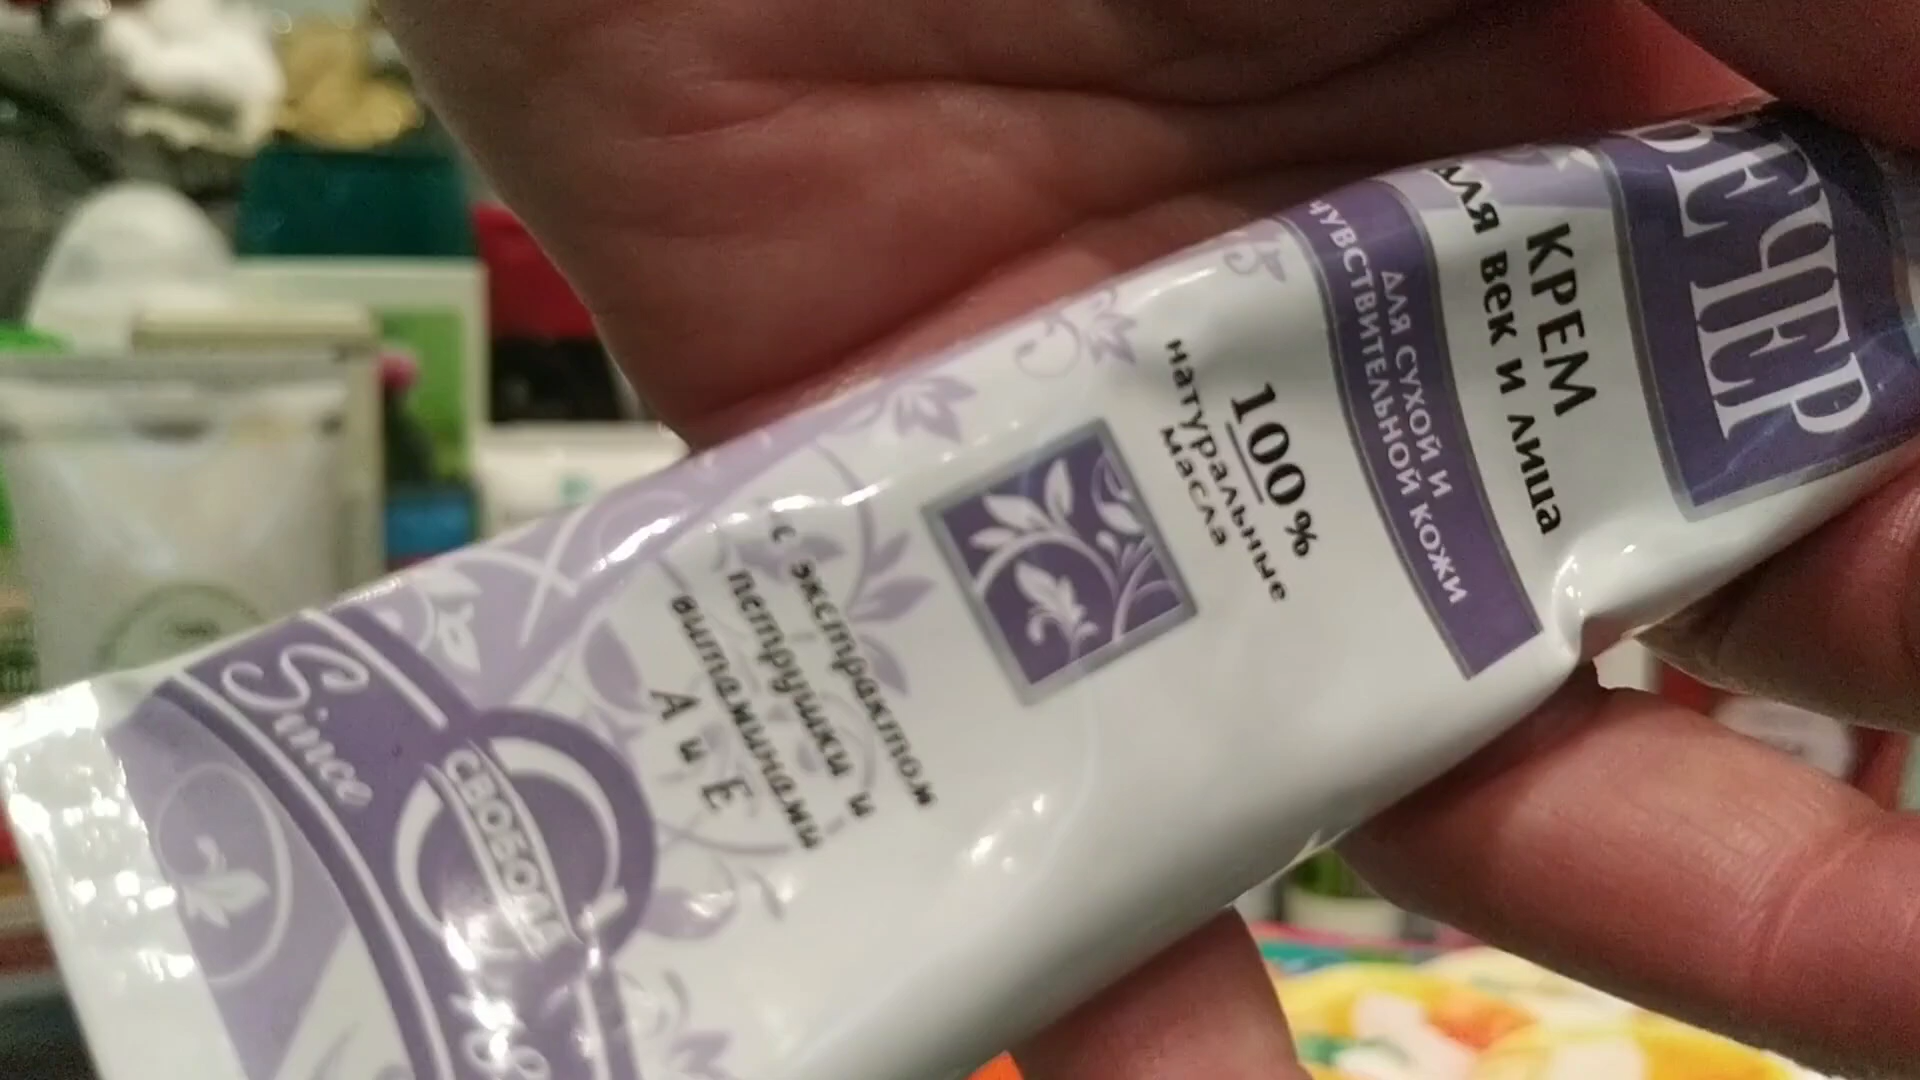 ВЕЧЕР
КРЕМ
для век и лица
ДЛЯ СУХОЙ И
ЧУВСТВИТЕЛЬНОЙ КОЖИ
100%
натуральные
масла
с экстрактом
петрушки и
витаминами
А и Е
СВОБОДА
Since